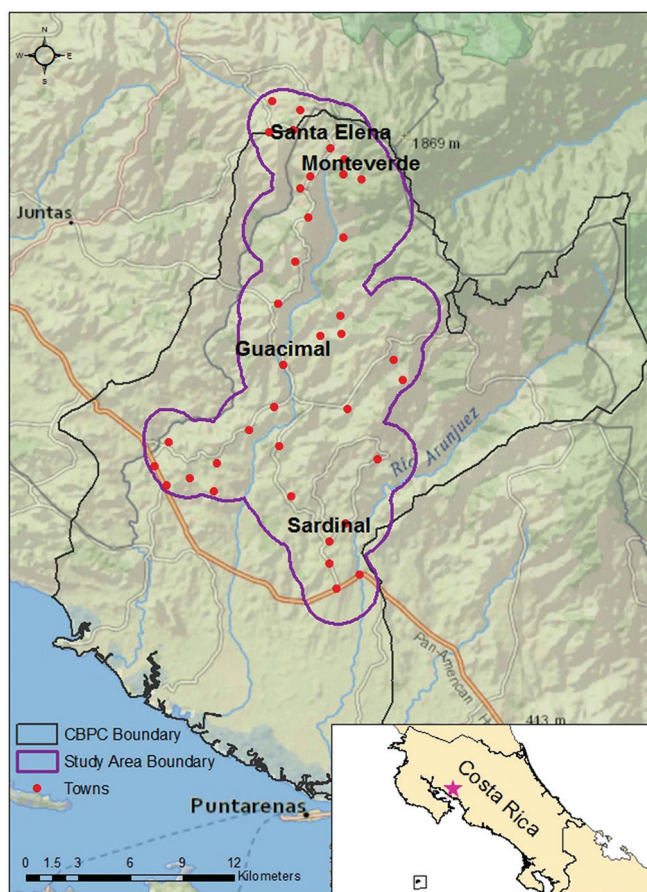 N
W E
S
Santa Elena
1869 m
Monteverde
Juntas
Guacimal
Rio Arunjuez
Sardinal
Pan-American H
413 m
CBPC Boundary
Study Area Boundary
Towns
Puntarenas
0 1.5 3 6 9 12
Kilometers
Costa Rica